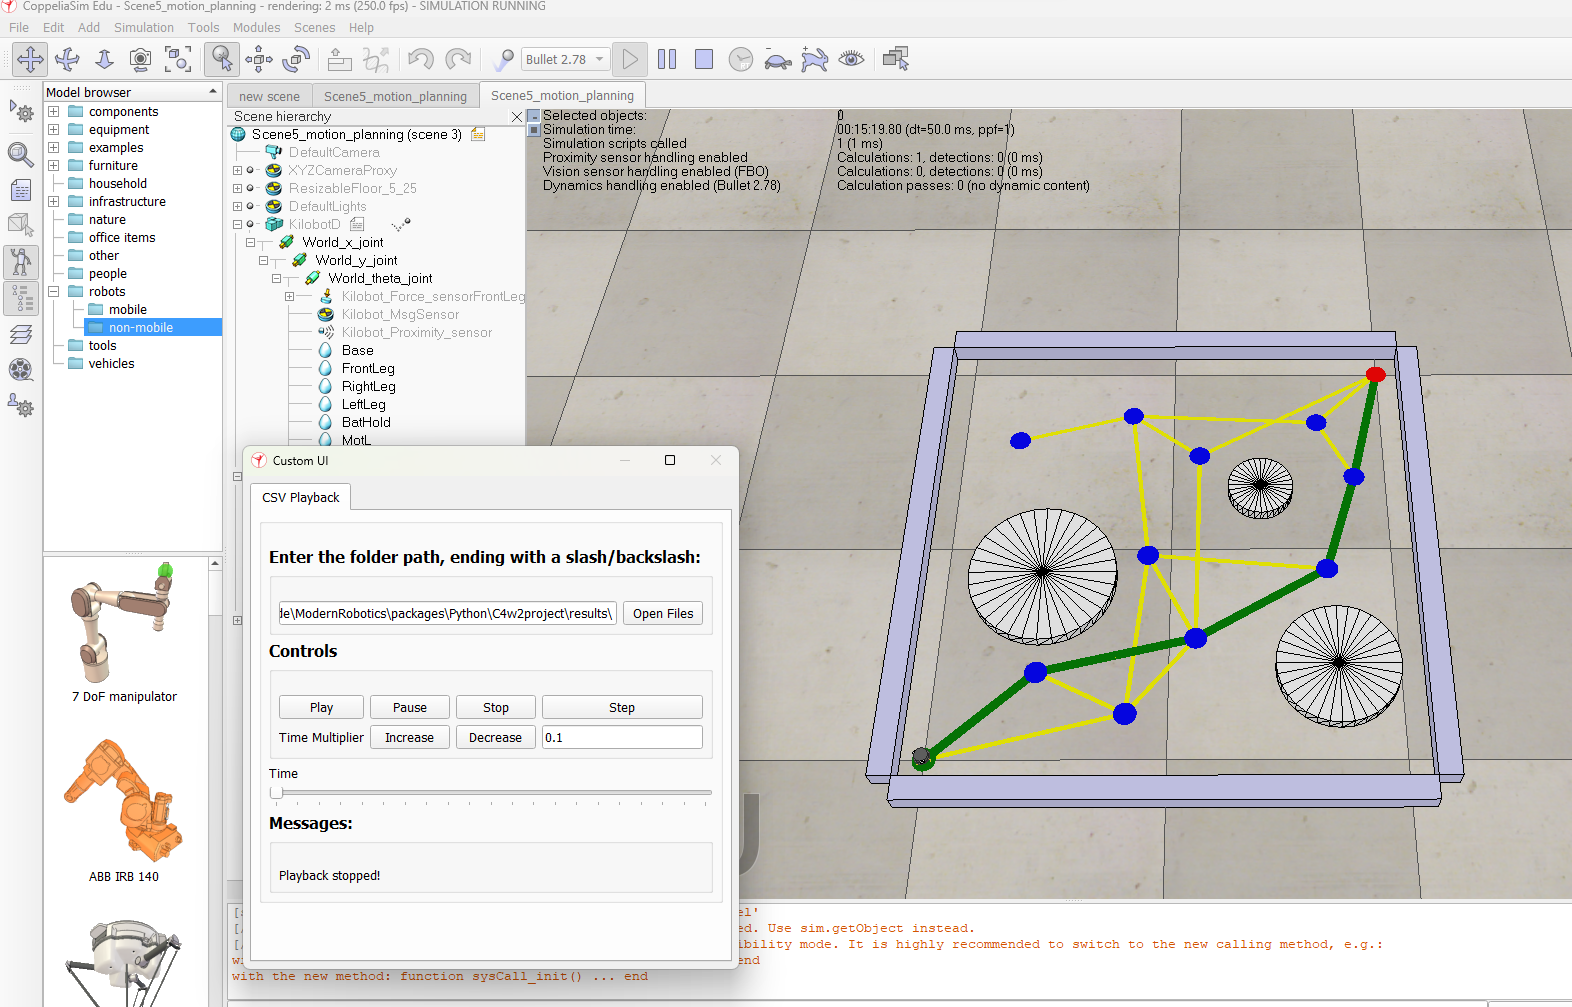 CoppeliaSim Edu - Scene5_motion_planning - rendering: 2 ms (250.0 fps) - SIMULATION RUNNING
File Edit Add Simulation Tools Modules Scenes Help
Bullet 2.78
Model browser
components
equipment
examples
furniture
household
infrastructure
nature
office items
other
people
robots
mobile
non-mobile
tools
vehicles
7 DoF manipulator
ABB IRB 140
new scene
Scene5_motion_planning
Scene5_motion_planning
Scene hierarchy
Scene5_motion_planning (scene 3)
DefaultCamera
XYZCameraProxy
ResizableFloor_5_25
DefaultLights
KilobotD
World_x_joint
World_y_joint
World_theta_joint
Kilobot_Force_sensorFrontLeg
Kilobot_MsgSensor
Kilobot_Proximity_sensor
Base
FrontLeg
RightLeg
LeftLeg
BatHold
MotL
Selected objects: 0
Simulation time: 00:15:19.80 (dt=50.0 ms, ppf=1)
Simulation scripts called 1 (1 ms)
Proximity sensor handling enabled Calculations: 1, detections: 0 (0 ms)
Vision sensor handling enabled (FBO) Calculations: 0, detections: 0 (0 ms)
Dynamics handling enabled (Bullet 2.78) Calculation passes: 0 (no dynamic content)
Custom UI
CSV Playback
Enter the folder path, ending with a slash/backslash:
de\ModernRobotics\packages\Python\C4w2project\results\ Open Files
Controls
Play Pause Stop Step
Time Multiplier Increase Decrease 0.1
Time
Messages:
Playback stopped!
el'
ed. Use sim.getObject instead.
ibility mode. It is highly recommended to switch to the new calling method, e.g.:
end
with the new method: function sysCall_init() ... end